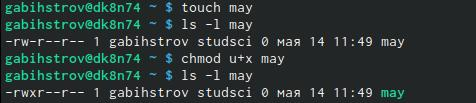 gabihstrov@dk8n74 ~ $ touch may
gabihstrov@dk8n74 ~ $ ls -l may
-rw-r--r-- 1 gabihstrov studsci 0 мая 14 11:49 may
gabihstrov@dk8n74 ~ $ chmod u+x may
gabihstrov@dk8n74 ~ $ ls -l may
-rwxr--r-- 1 gabihstrov studsci 0 мая 14 11:49 may